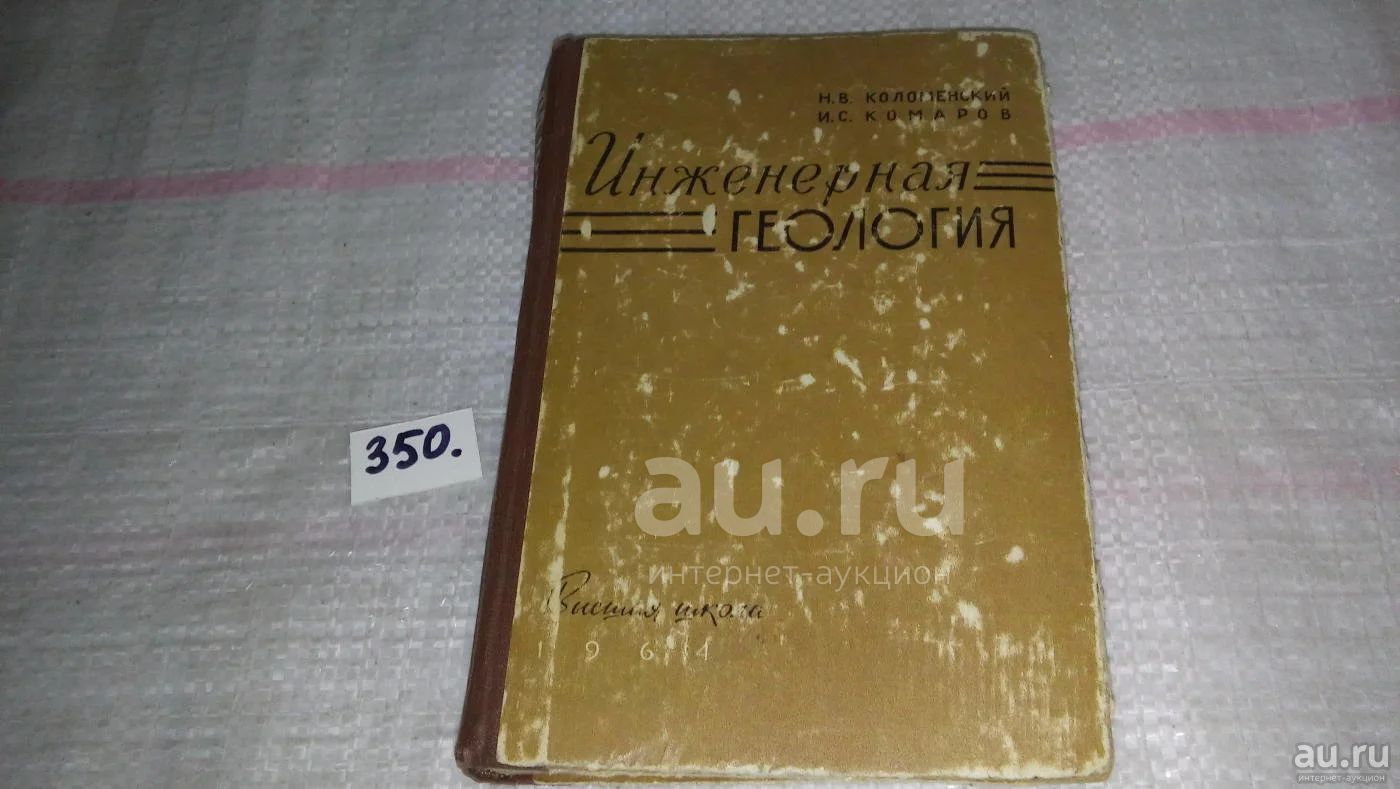 Н.В. КОЛОМЕНСКИЙ
И.С. КОМАРОВ
Инженерная
ГЕОЛОГИЯ
350.
au.ru
интернет-аукцион
Высшая школа
1964
au.ru
интернет-аукцион